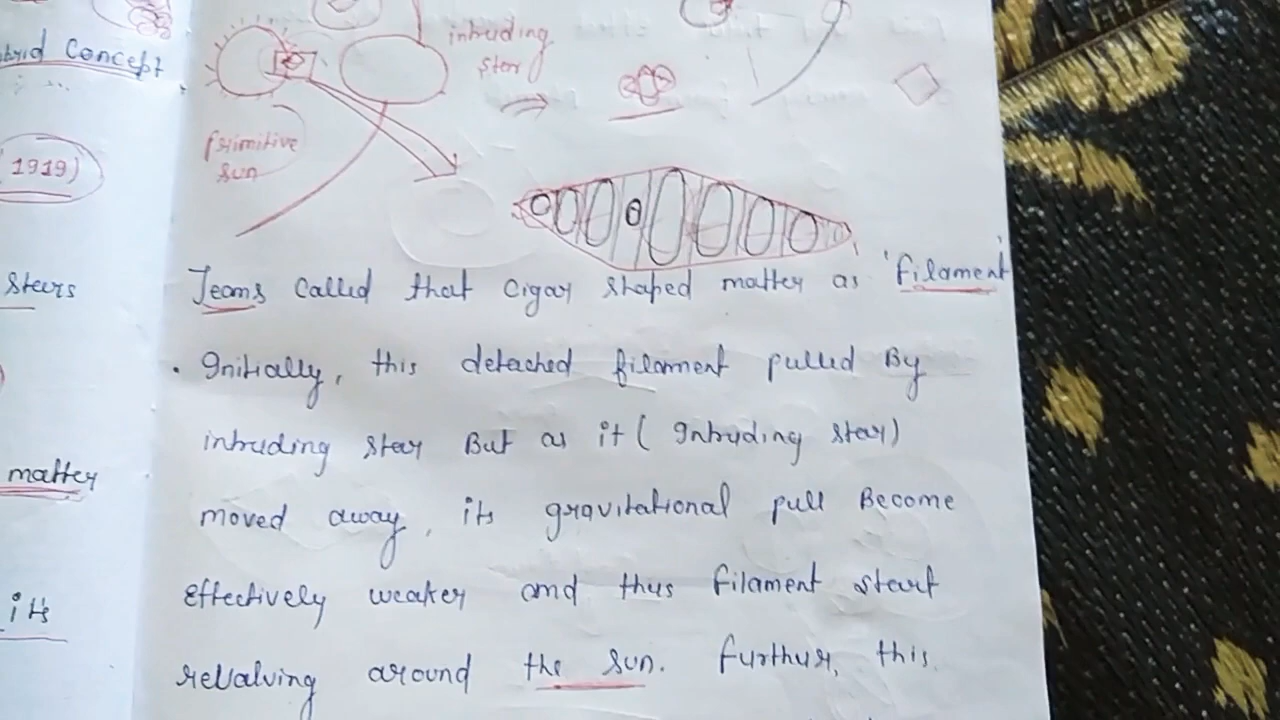 brid Concept
1919)
Stars
matter
its
intruding
star
Primitive
sun
Jeans called that cigar shaped matter as 'filament'
• Initially, this detached filament pulled By
intruding star But as it ( Intruding star)
moved away, its gravitational pull Become
effectively weaker and thus filament start
revalving around the sun. furthur, this